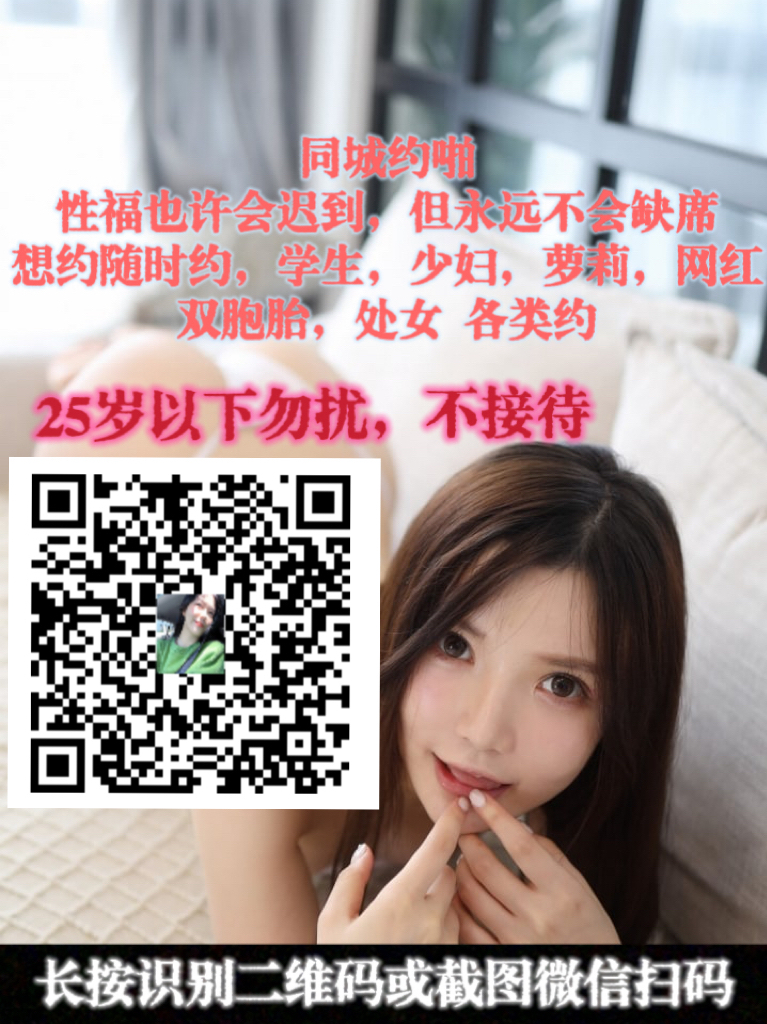 同城约啪
性福也许会迟到，但永远不会缺席
想约随时约，学生，少妇，萝莉，网红
双胞胎，处女 各类约
25岁以下勿扰，不接待
长按识别二维码或截图微信扫码